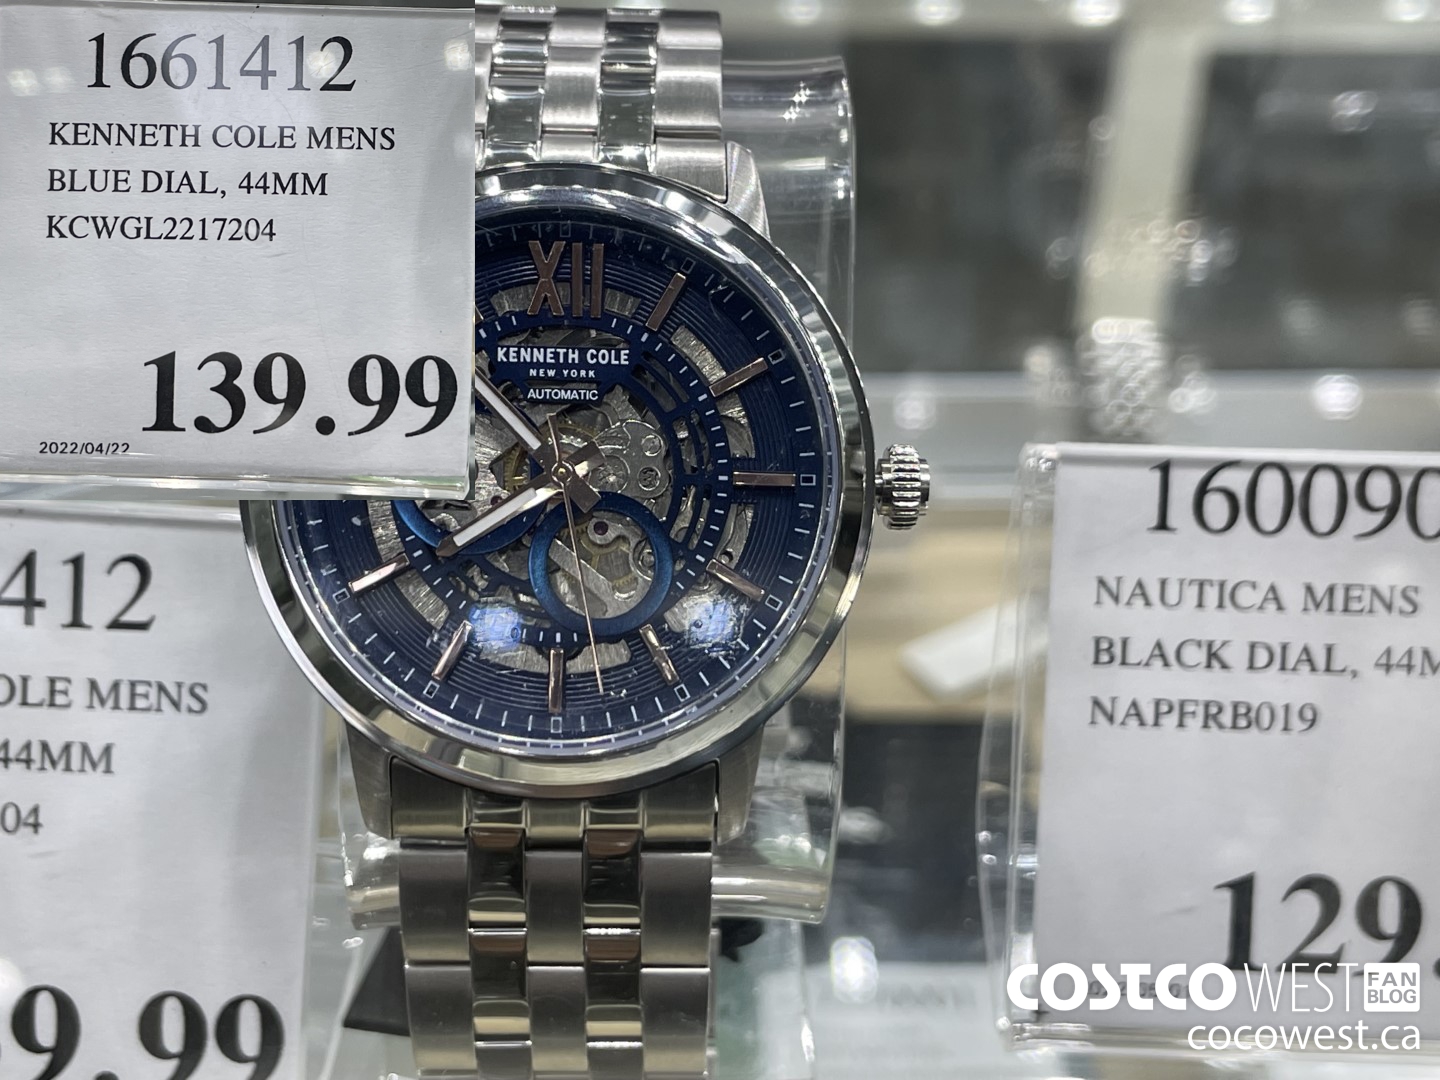 1661412
KENNETH COLE MENS
BLUE DIAL, 44MM
KCWGL2217204
139.99
2022/04/22
XII
KENNETH COLE
NEW YORK
AUTOMATIC
412
OLE MENS
44MM
04
9.99
160090
NAUTICA MENS
BLACK DIAL, 44M
NAPFRB019
129.
COSTCO WEST FAN BLOG
cocowest.ca